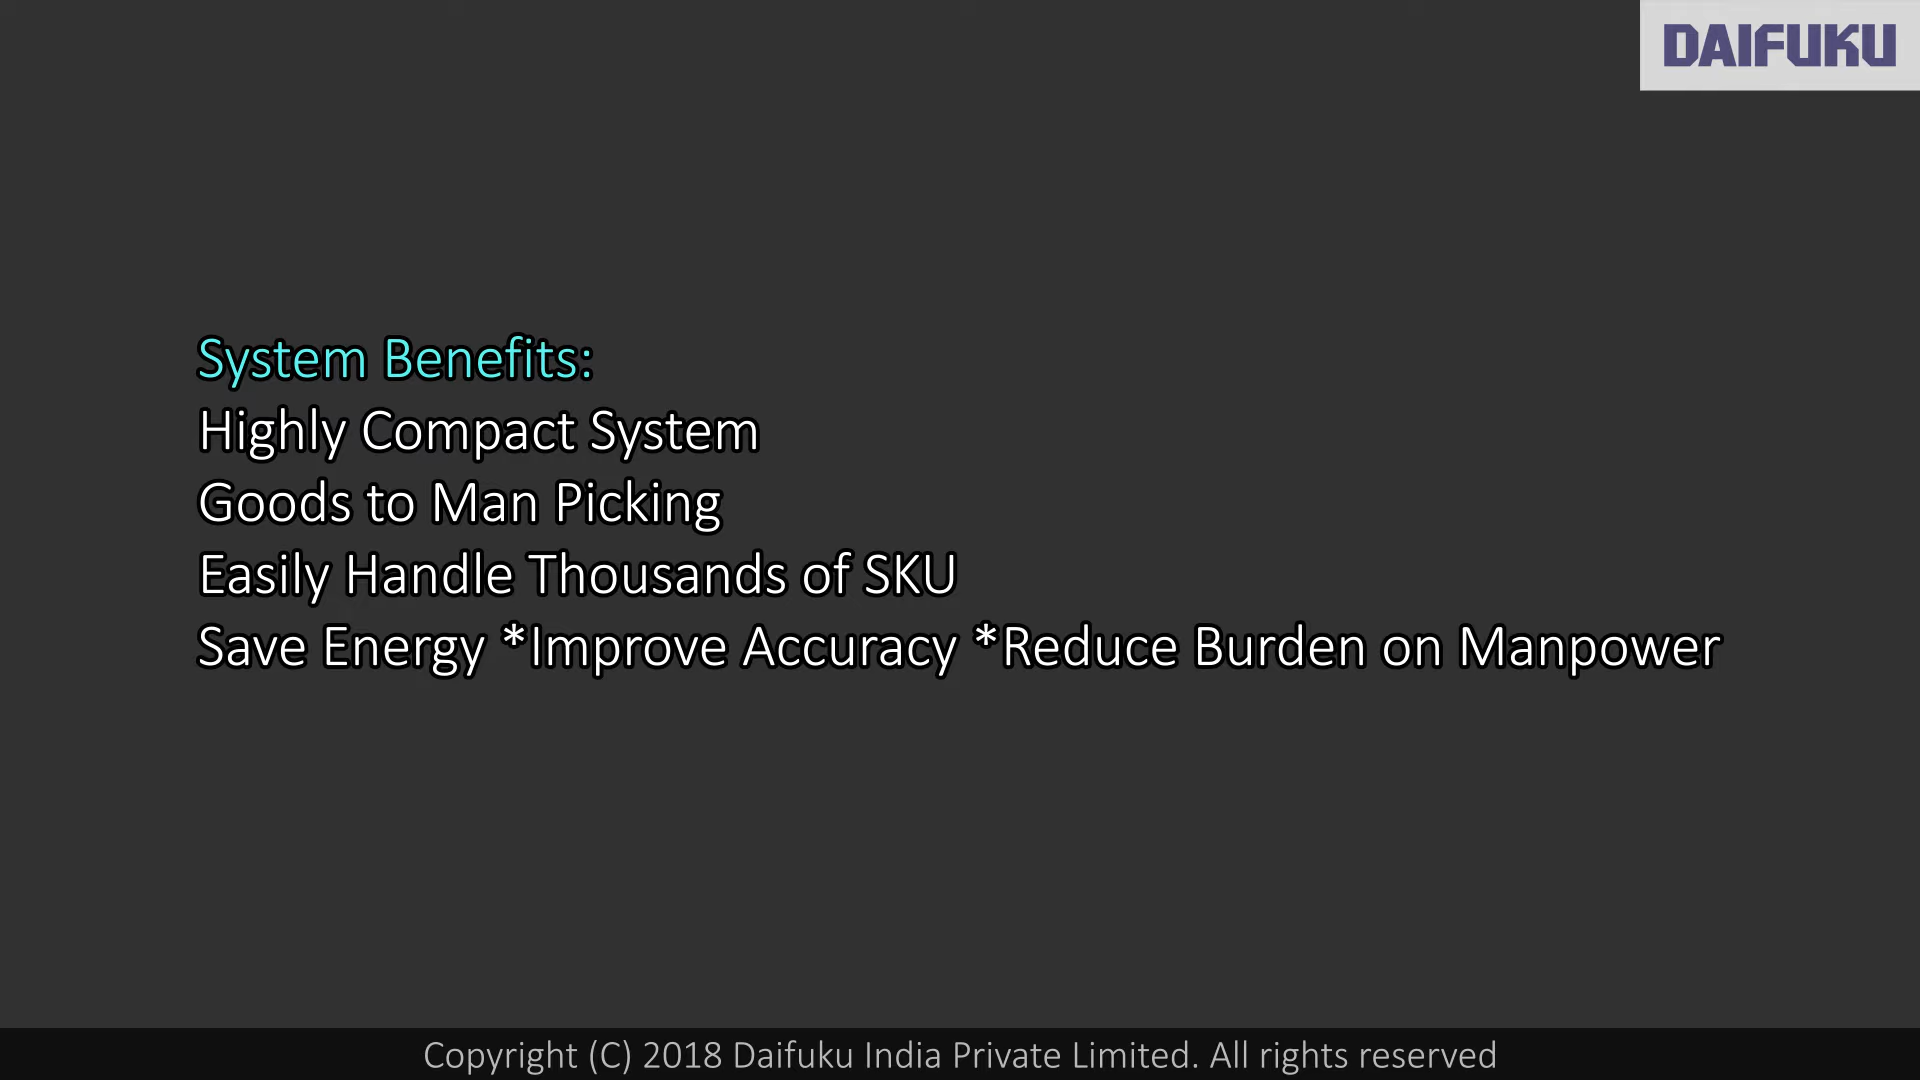 DAIFUKU
System Benefits:
Highly Compact System
Goods to Man Picking
Easily Handle Thousands of SKU
Save Energy *Improve Accuracy *Reduce Burden on Manpower
Copyright (C) 2018 Daifuku India Private Limited. All rights reserved